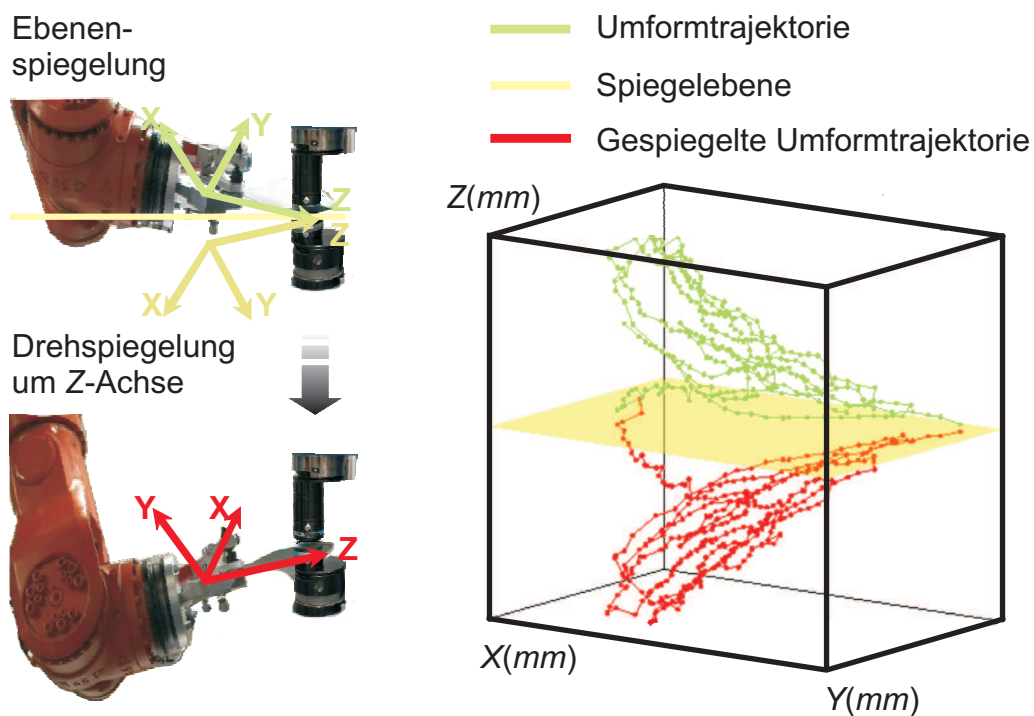 Ebenen-
spiegelung
X
Y
Z
Z
X
Y
Drehspiegelung
um Z-Achse
Y
X
Z
Umformtrajektorie
Spiegelebene
Gespiegelte Umformtrajektorie
Z(mm)
X(mm)
Y(mm)